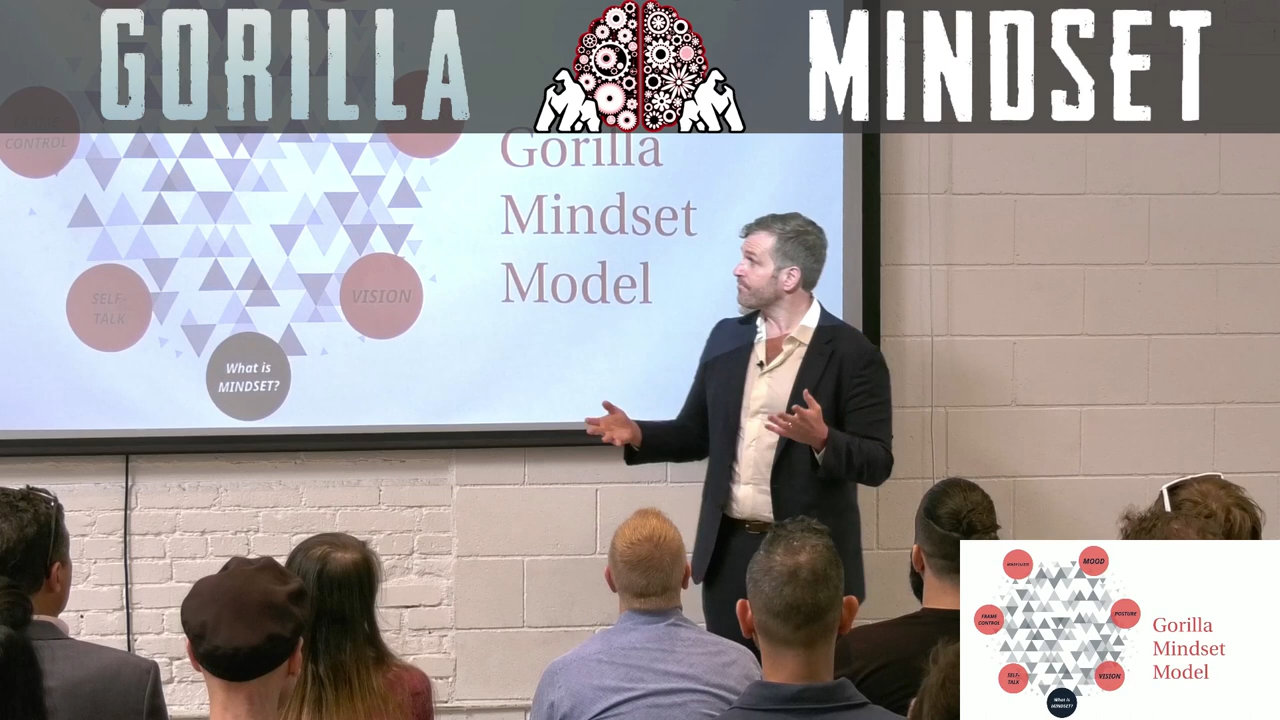 GORILLA MINDSET
CONTROL
SELF-
TALK
VISION
What is
MINDSET?
Gorilla
Mindset
Model
MINDFULNESS
MOOD
FRAME
CONTROL
POSTURE
SELF-
TALK
VISION
What is
MINDSET?
Gorilla
Mindset
Model